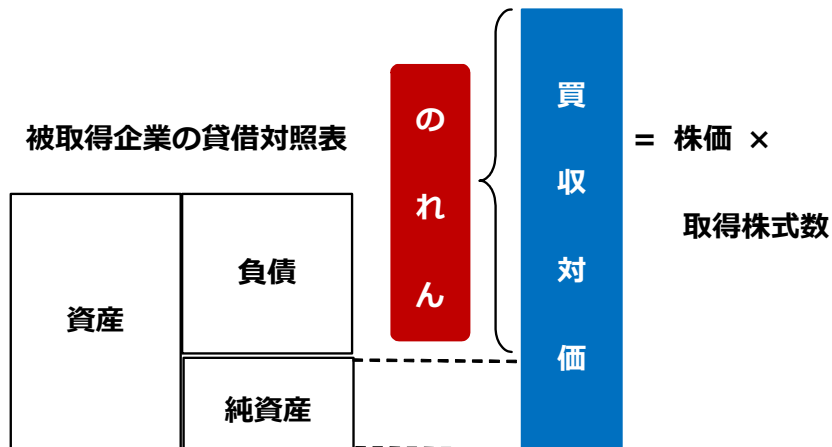 被取得企業の貸借対照表
資産
負債
純資産
のれん
買収対価
= 株価 ×
取得株式数